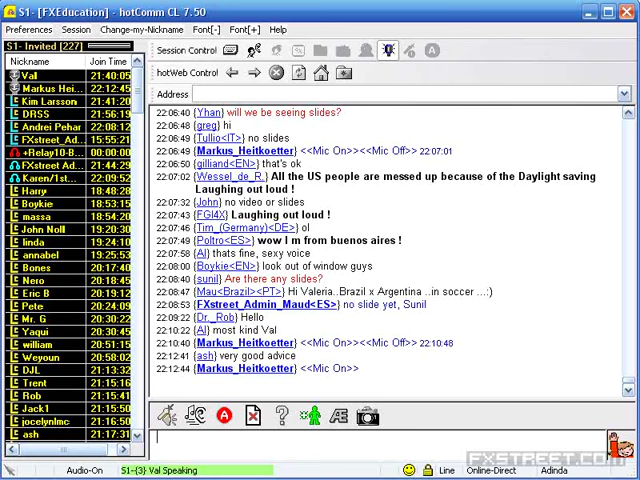 S1- [FXEducation] - hotComm CL 7.50
Preferences Session Change-my-Nickname Font[-] Font[+] Help
S1- Invited [227]
Nickname Join Time
Val 21:40:05
Markus Hei... 22:12:45
Kim Larsson 21:41:20
DRSS 21:56:19
Andrei Pehar 22:08:12
FXstreet_Ad... 15:55:21
+Relay10-B... 00:00:00
FXstreet Ad... 21:44:29
Karen/1st... 22:09:52
Harry 18:48:28
Boykie 18:53:15
massa 18:54:20
John Noll 20:30:04
linda 19:24:10
annabel 19:25:58
Bones 20:17:40
Nero 20:18:45
Eric B 20:19:13
Pete 20:24:09
Mr. G 20:24:32
Yaqui 20:45:59
william 20:54:51
Weyoun 20:58:02
DJL 21:13:32
Trent 21:15:16
Rob 21:15:45
Jack1 21:15:50
jocelynlmc 21:16:50
ash 21:17:31
Session Control
hotWeb Control
Address
22:06:40 {Yhan} will we be seeing slides?
22:06:48 {greg} hi
22:06:48 {Tullio<IT>} no slides
22:06:49 {Markus_Heitkoetter} <<Mic On>><<Mic Off>> 22:07:01
22:06:50 {gilliand<EN>} that's ok
22:07:02 {Wessel_de_R.} All the US people are messed up because of the Daylight saving
Laughing out loud !
22:07:32 {John} no video or slides
22:07:43 {FGI4X} Laughing out loud !
22:07:46 {Tim_(Germany)<DE>} ol
22:07:49 {Poltro<ES>} wow I m from buenos aires !
22:07:58 {Al} thats fine, sexy voice
22:08:00 {Boykie<EN>} look out of window guys
22:08:40 {sunil} Are there any slides?
22:08:47 {Mau<Brazil><PT>} Hi Valeria..Brazil x Argentina ..in soccer ....:)
22:08:53 {FXstreet_Admin_Maud<ES>} no slide yet, Sunil
22:09:22 {Dr._Rob} Hello
22:10:22 {Al} most kind Val
22:10:40 {Markus_Heitkoetter} <<Mic On>><<Mic Off>> 22:10:48
22:12:41 {ash} very good advice
22:12:44 {Markus_Heitkoetter} <<Mic On>>
FXSTREET.COM
Audio-On S1-{3} Val Speaking Line Online-Direct Adinda